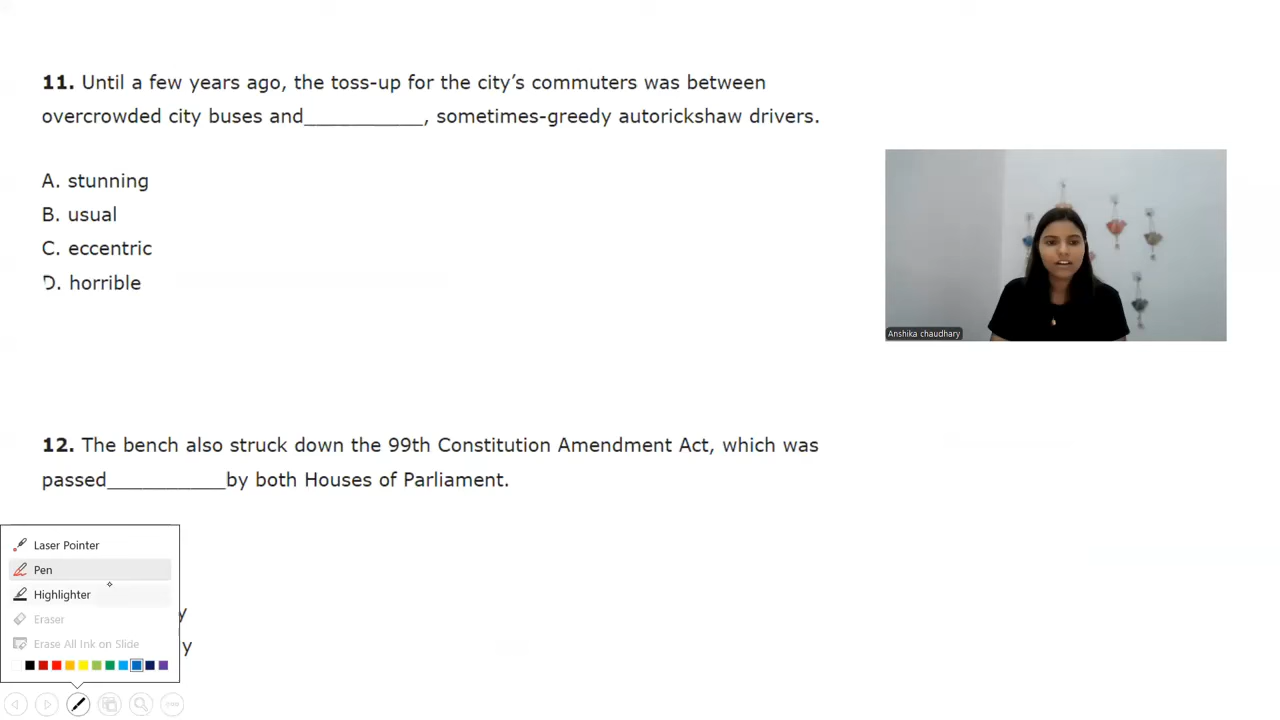 11. Until a few years ago, the toss-up for the city's commuters was between
overcrowded city buses and__________, sometimes-greedy autorickshaw drivers.
A. stunning
B. usual
C. eccentric
D. horrible
Anshika chaudhary
12. The bench also struck down the 99th Constitution Amendment Act, which was
passed__________by both Houses of Parliament.
Laser Pointer
Pen
Highlighter
Eraser
Erase All Ink on Slide
y
y